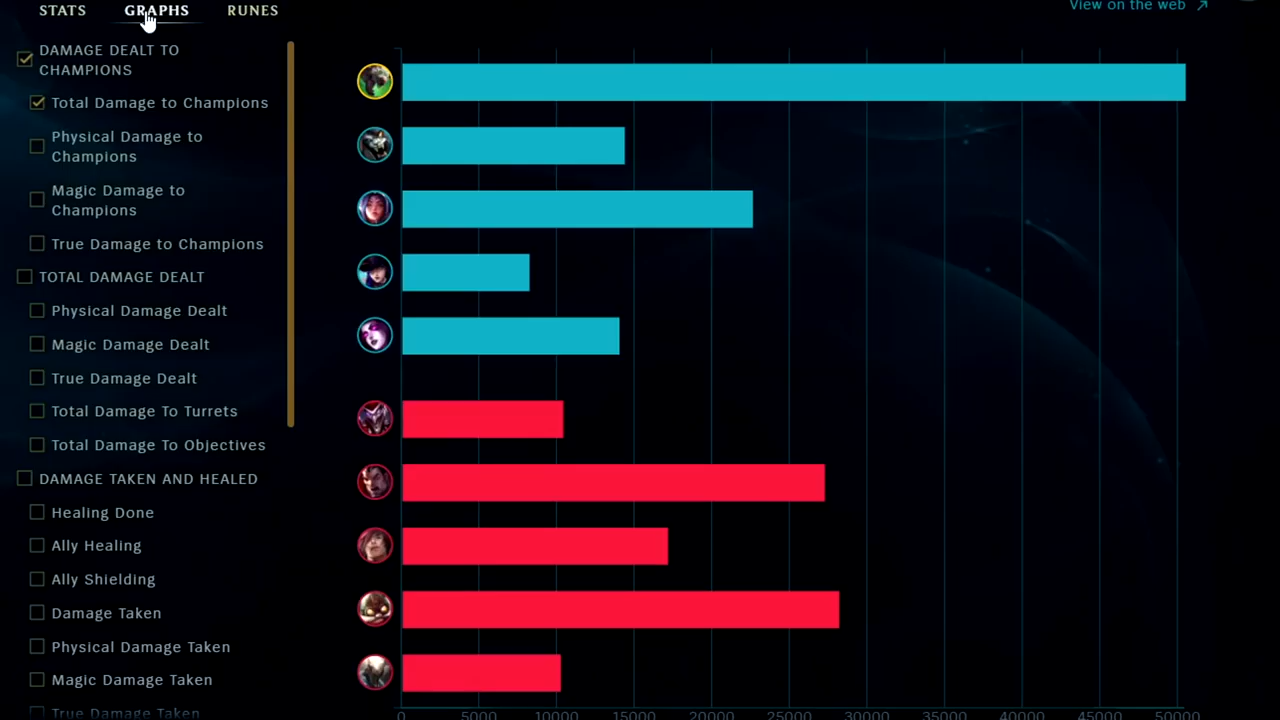 STATS GRAPHS RUNES
View on the web
DAMAGE DEALT TO
CHAMPIONS
Total Damage to Champions
Physical Damage to
Champions
Magic Damage to
Champions
True Damage to Champions
TOTAL DAMAGE DEALT
Physical Damage Dealt
Magic Damage Dealt
True Damage Dealt
Total Damage To Turrets
Total Damage To Objectives
DAMAGE TAKEN AND HEALED
Healing Done
Ally Healing
Ally Shielding
Damage Taken
Physical Damage Taken
Magic Damage Taken
True Damage Taken
0 5000 10000 15000 20000 25000 30000 35000 40000 45000 50000